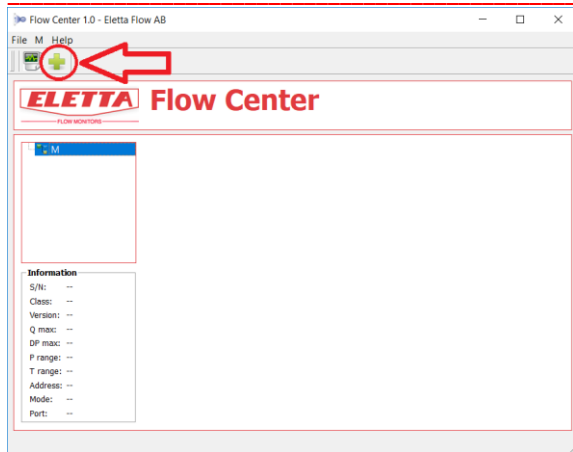 Flow Center 1.0 - Eletta Flow AB
File M Help
ELETTA Flow Center
FLOW MONITORS
M
Information
S/N: --
Class: --
Version: --
Q max: --
DP max: --
P range: --
T range: --
Address: --
Mode: --
Port: --